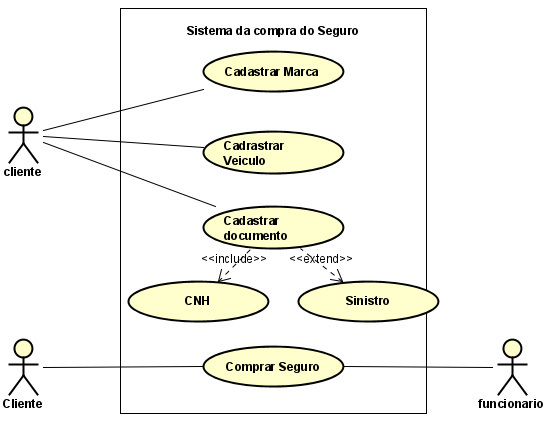 Sistema da compra do Seguro
Cadastrar Marca
cliente
Cadrastrar
Veiculo
Cadastrar
documento
<<include>>
<<extend>>
CNH
Sinistro
Cliente
Comprar Seguro
funcionario